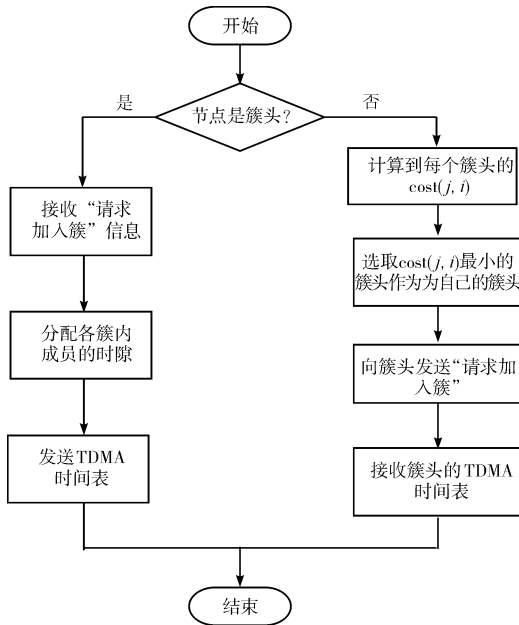 开始
节点是簇头?
是
否
接收“请求
加入簇”信息
分配各簇内
成员的时隙
发送TDMA
时间表
计算到每个簇头的
cost(j, i)
选取cost(j, i)最小的
簇头作为为自己的簇头
向簇头发送“请求加
入簇”
接收簇头的TDMA
时间表
结束